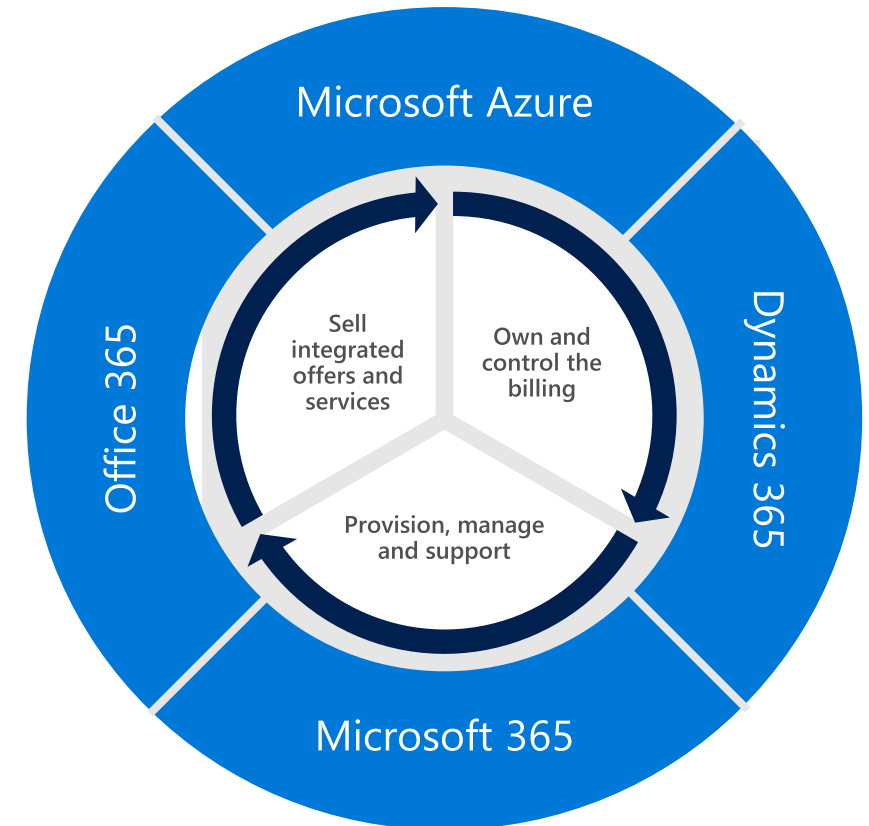 Microsoft Azure
Office 365
Sell
integrated
offers and
services
Own and
control the
billing
Dynamics 365
Provision, manage
and support
Microsoft 365